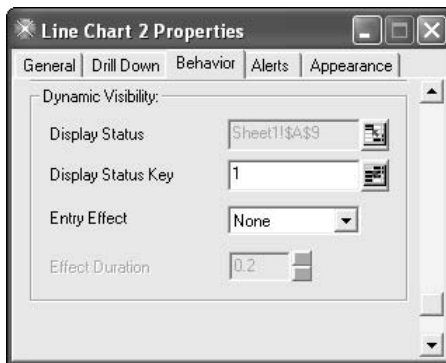 Line Chart 2 Properties
General Drill Down Behavior Alerts Appearance
Dynamic Visibility:
Display Status Sheet1!$A$9
Display Status Key 1
Entry Effect None
Effect Duration 0.2